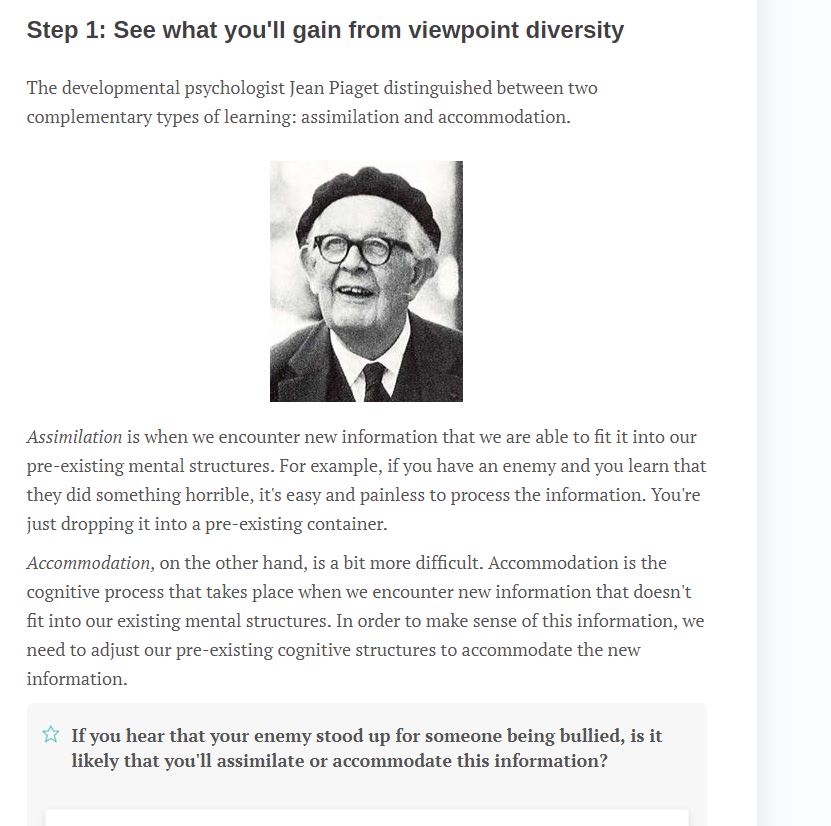 Step 1: See what you'll gain from viewpoint diversity
The developmental psychologist Jean Piaget distinguished between two
complementary types of learning: assimilation and accommodation.
Assimilation is when we encounter new information that we are able to fit it into our
pre-existing mental structures. For example, if you have an enemy and you learn that
they did something horrible, it's easy and painless to process the information. You're
just dropping it into a pre-existing container.
Accommodation, on the other hand, is a bit more difficult. Accommodation is the
cognitive process that takes place when we encounter new information that doesn't
fit into our existing mental structures. In order to make sense of this information, we
need to adjust our pre-existing cognitive structures to accommodate the new
information.
If you hear that your enemy stood up for someone being bullied, is it
likely that you'll assimilate or accommodate this information?